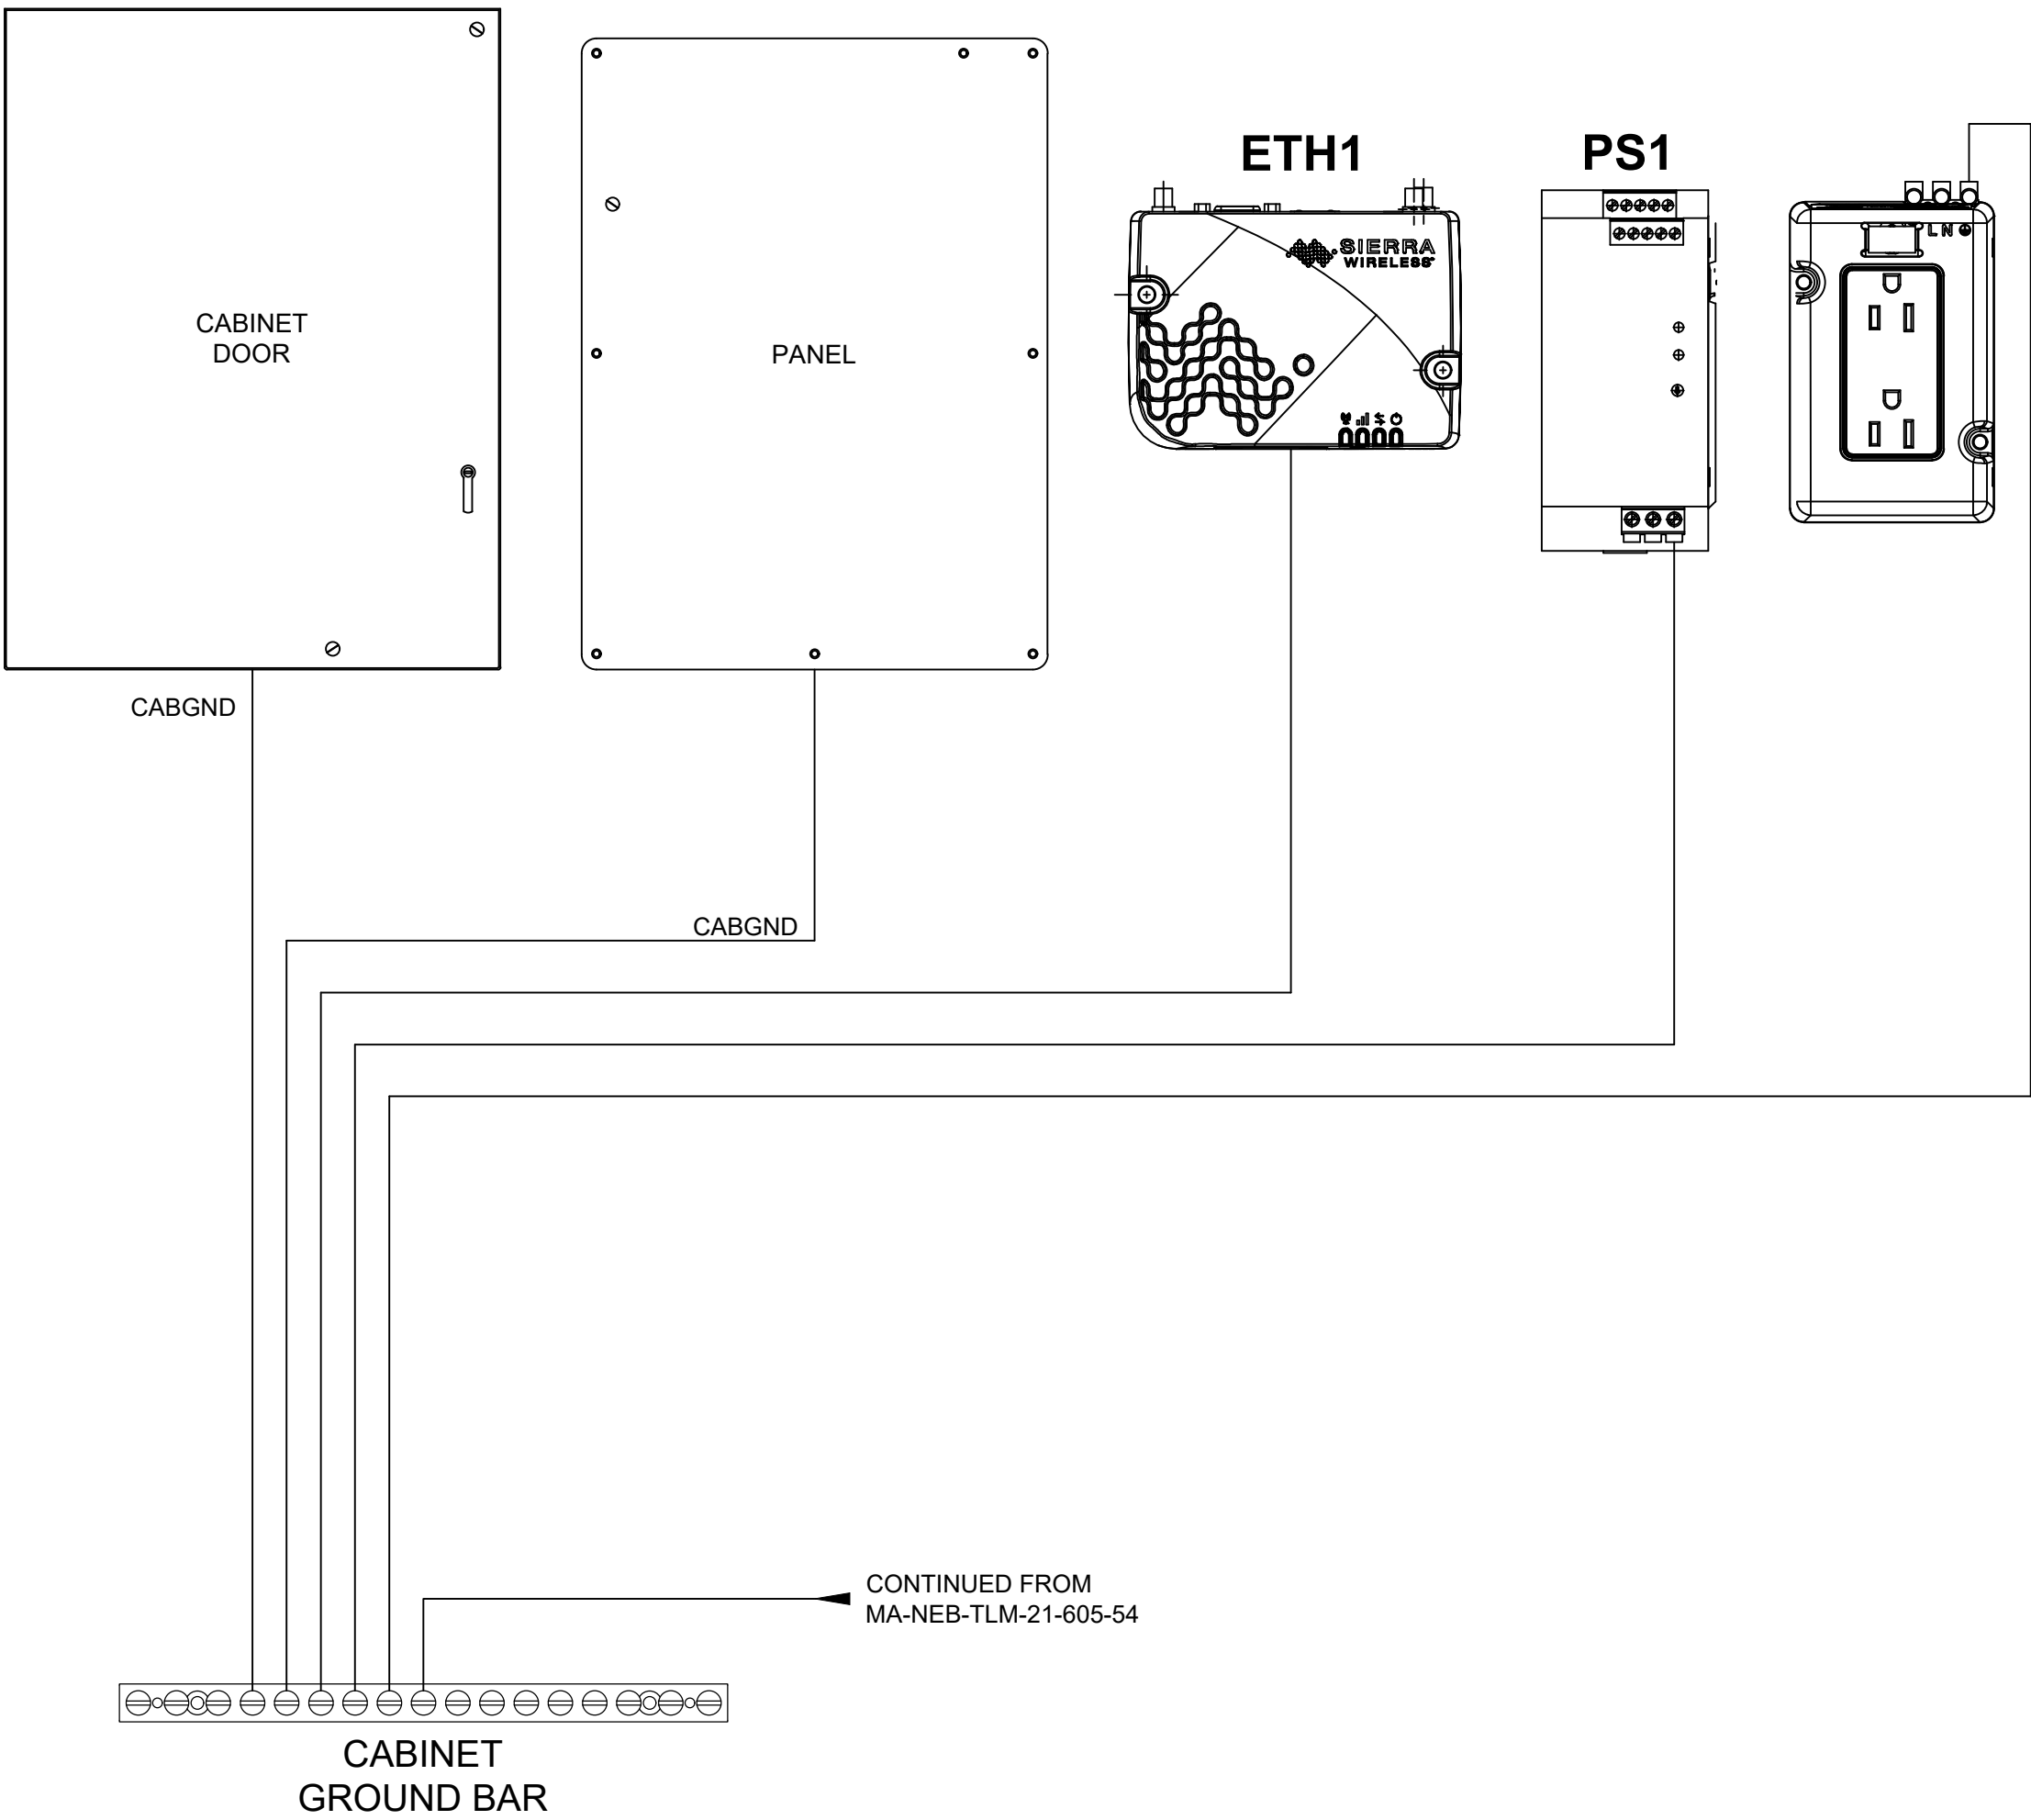 CABINET
DOOR
PANEL
ETH1
PS1
SIERRA
WIRELESS®
L N
CABGND
CABGND
CONTINUED FROM
MA-NEB-TLM-21-605-54
CABINET
GROUND BAR